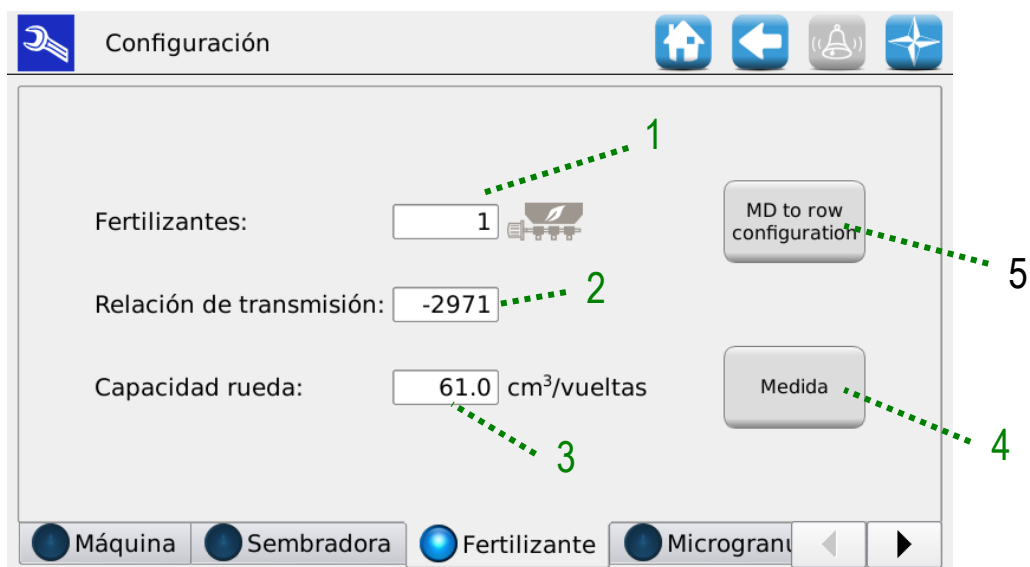 Configuración
1
Fertilizantes: 1
MD to row
configuration
5
Relación de transmisión: -2971 2
Capacidad rueda: 61.0 cm³/vueltas
Medida
4
3
Máquina Sembradora Fertilizante Microgranu